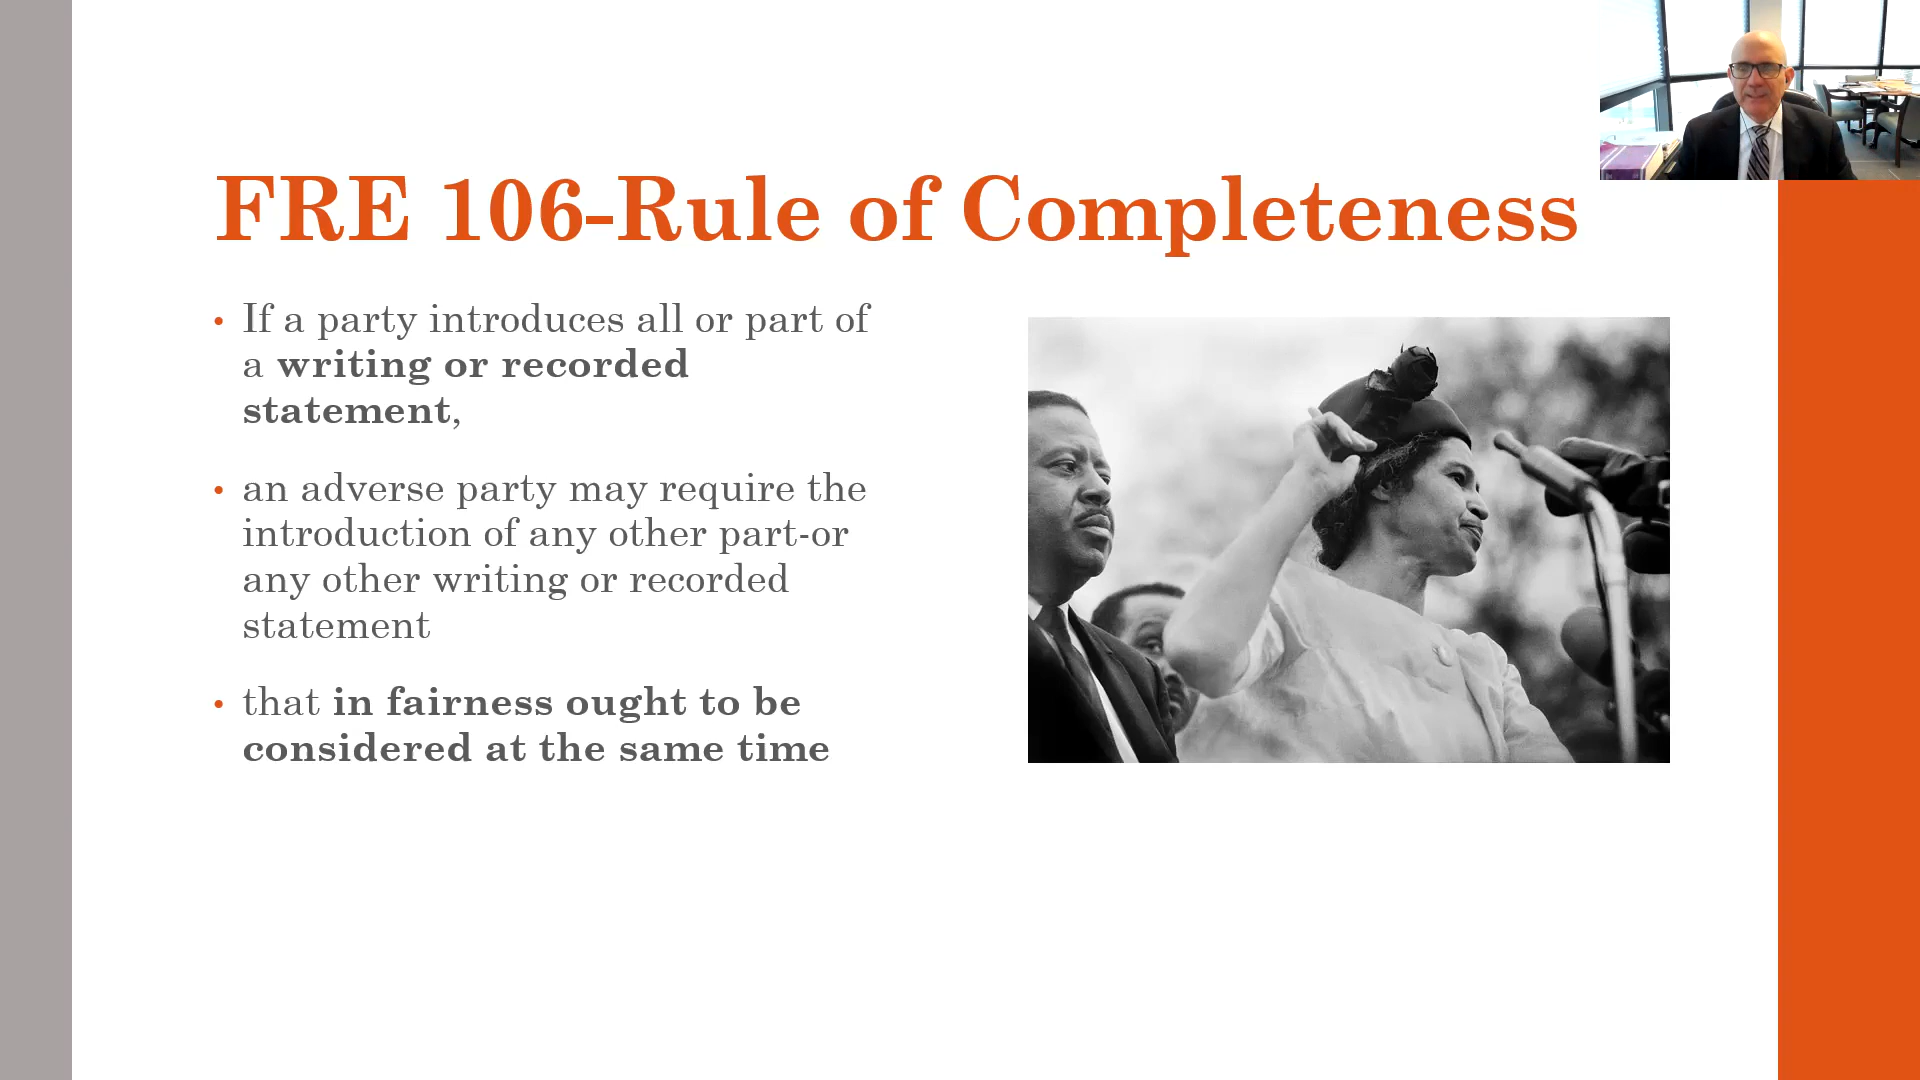 FRE 106-Rule of Completeness
• If a party introduces all or part of
a writing or recorded
statement,
• an adverse party may require the
introduction of any other part-or
any other writing or recorded
statement
• that in fairness ought to be
considered at the same time